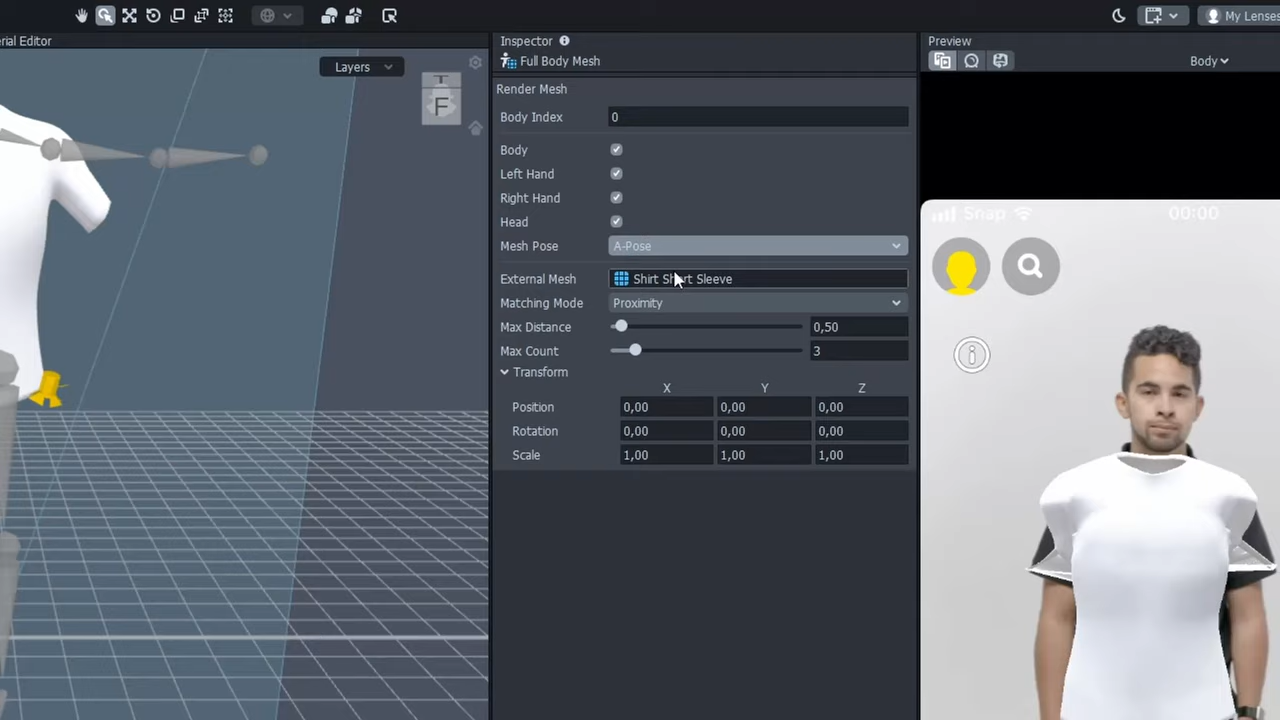 My Lenses
erial Editor
Inspector
Preview
Full Body Mesh
Body
Layers
T
F
Render Mesh
Body Index 0
Body
Left Hand
Right Hand
Head
Mesh Pose A-Pose
External Mesh Shirt Short Sleeve
Matching Mode Proximity
Max Distance 0,50
Max Count 3
Transform
X Y Z
Position 0,00 0,00 0,00
Rotation 0,00 0,00 0,00
Scale 1,00 1,00 1,00
Snap 00:00